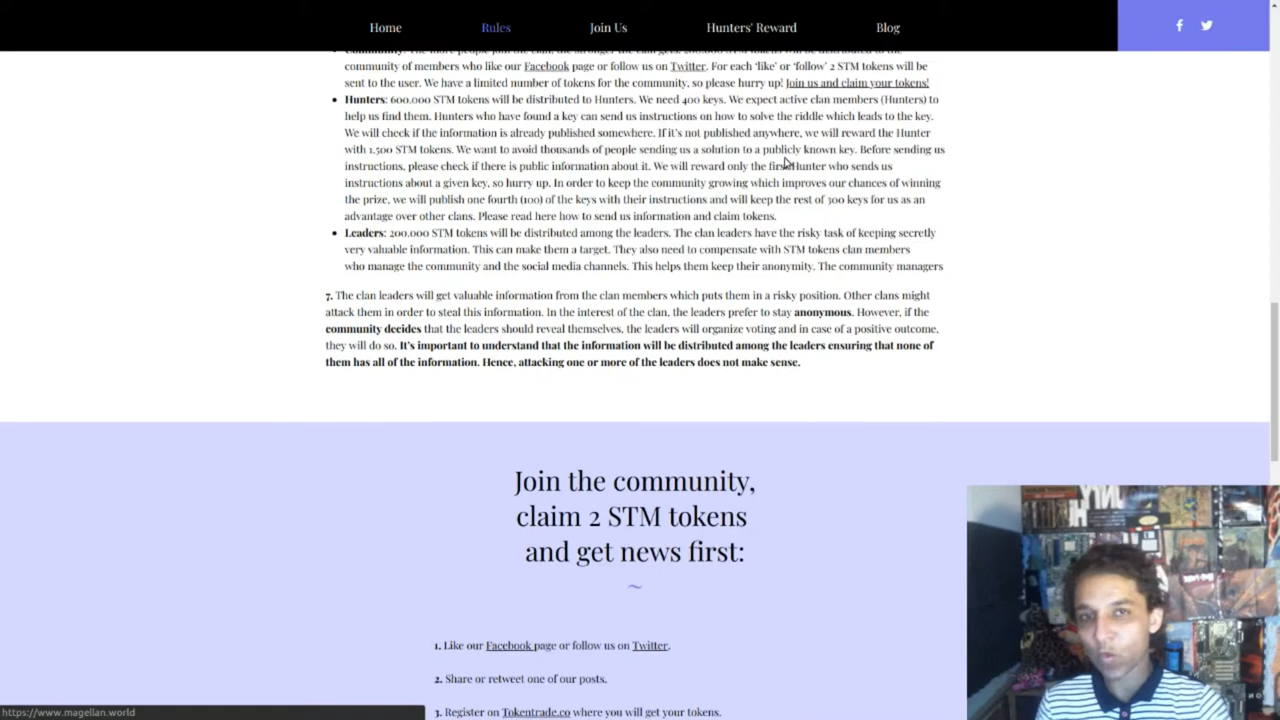 Home Rules Join Us Hunters' Reward Blog
Community: The more people join the clan, the stronger the clan gets. 200.000 STM tokens will be distributed to the
community of members who like our Facebook page or follow us on Twitter. For each 'like' or 'follow' 2 STM tokens will be
sent to the user. We have a limited number of tokens for the community, so please hurry up! Join us and claim your tokens!
Hunters: 600.000 STM tokens will be distributed to Hunters. We need 400 keys. We expect active clan members (Hunters) to
help us find them. Hunters who have found a key can send us instructions on how to solve the riddle which leads to the key.
We will check if the information is already published somewhere. If it's not published anywhere, we will reward the Hunter
with 1.500 STM tokens. We want to avoid thousands of people sending us a solution to a publicly known key. Before sending us
instructions, please check if there is public information about it. We will reward only the first Hunter who sends us
instructions about a given key, so hurry up. In order to keep the community growing which improves our chances of winning
the prize, we will publish one fourth (100) of the keys with their instructions and will keep the rest of 300 keys for us as an
advantage over other clans. Please read here how to send us information and claim tokens.
Leaders: 200.000 STM tokens will be distributed among the leaders. The clan leaders have the risky task of keeping secretly
very valuable information. This can make them a target. They also need to compensate with STM tokens clan members
who manage the community and the social media channels. This helps them keep their anonymity. The community managers
7. The clan leaders will get valuable information from the clan members which puts them in a risky position. Other clans might
attack them in order to steal this information. In the interest of the clan, the leaders prefer to stay anonymous. However, if the
community decides that the leaders should reveal themselves, the leaders will organize voting and in case of a positive outcome,
they will do so. It's important to understand that the information will be distributed among the leaders ensuring that none of
them has all of the information. Hence, attacking one or more of the leaders does not make sense.
Join the community,
claim 2 STM tokens
and get news first:
~
1. Like our Facebook page or follow us on Twitter.
2. Share or retweet one of our posts.
3. Register on Tokentrade.co where you will get your tokens.
https://www.magellan.world